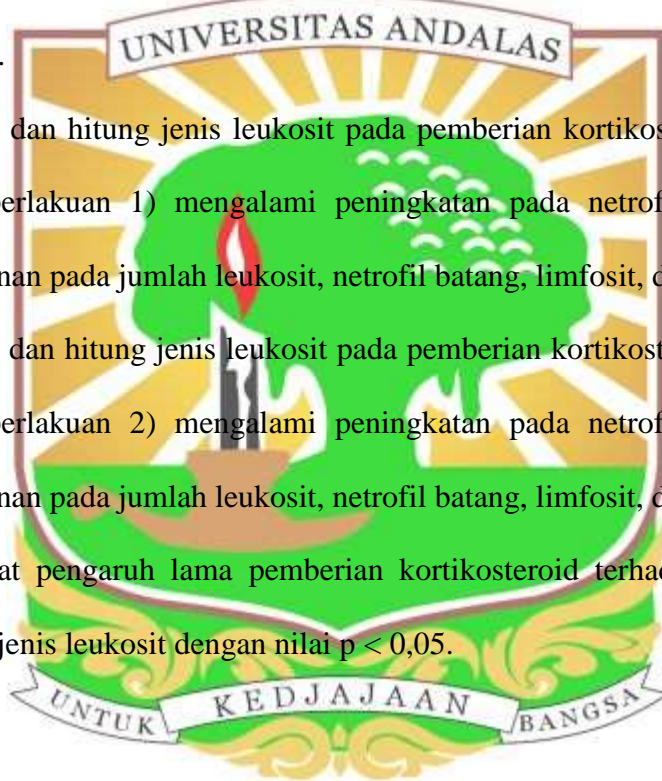 UNIVERSITAS ANDALAS
.
dan hitung jenis leukosit pada pemberian kortikos
perlakuan 1) mengalami peningkatan pada netrof
nan pada jumlah leukosit, netrofil batang, limfosit, d
dan hitung jenis leukosit pada pemberian kortikost
perlakuan 2) mengalami peningkatan pada netrof
nan pada jumlah leukosit, netrofil batang, limfosit, d
at pengaruh lama pemberian kortikosteroid terhad
jenis leukosit dengan nilai p < 0,05.
UNTUK KEDJAJAAN BANGSA